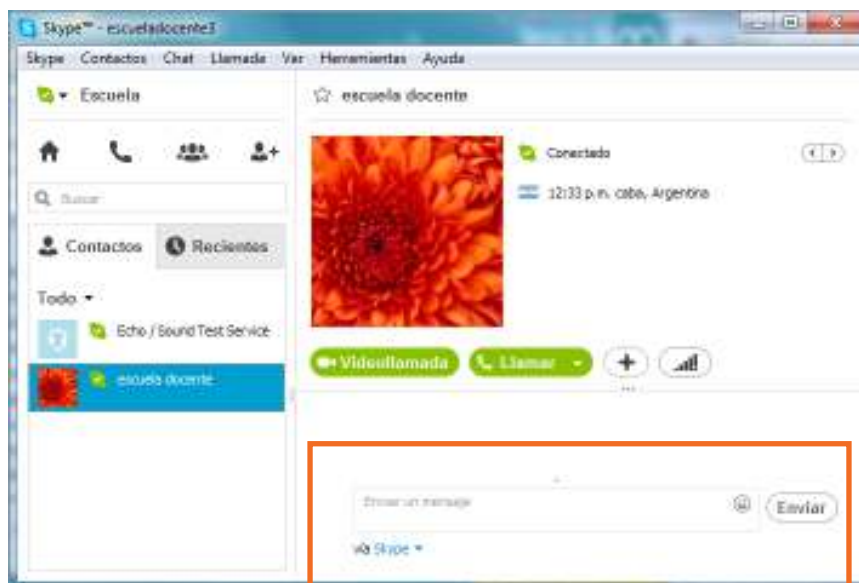 Skype™ - escueladocente3
Skype Contactos Chat Llamada Ver Herramientas Ayuda
Escuela
Buscar
Contactos Recientes
Todo
Echo / Sound Test Service
escuela docente
escuela docente
Conectado
12:33 p.m. caba, Argentina
Videollamada Llamar
Enviar un mensaje
Enviar
vía Skype